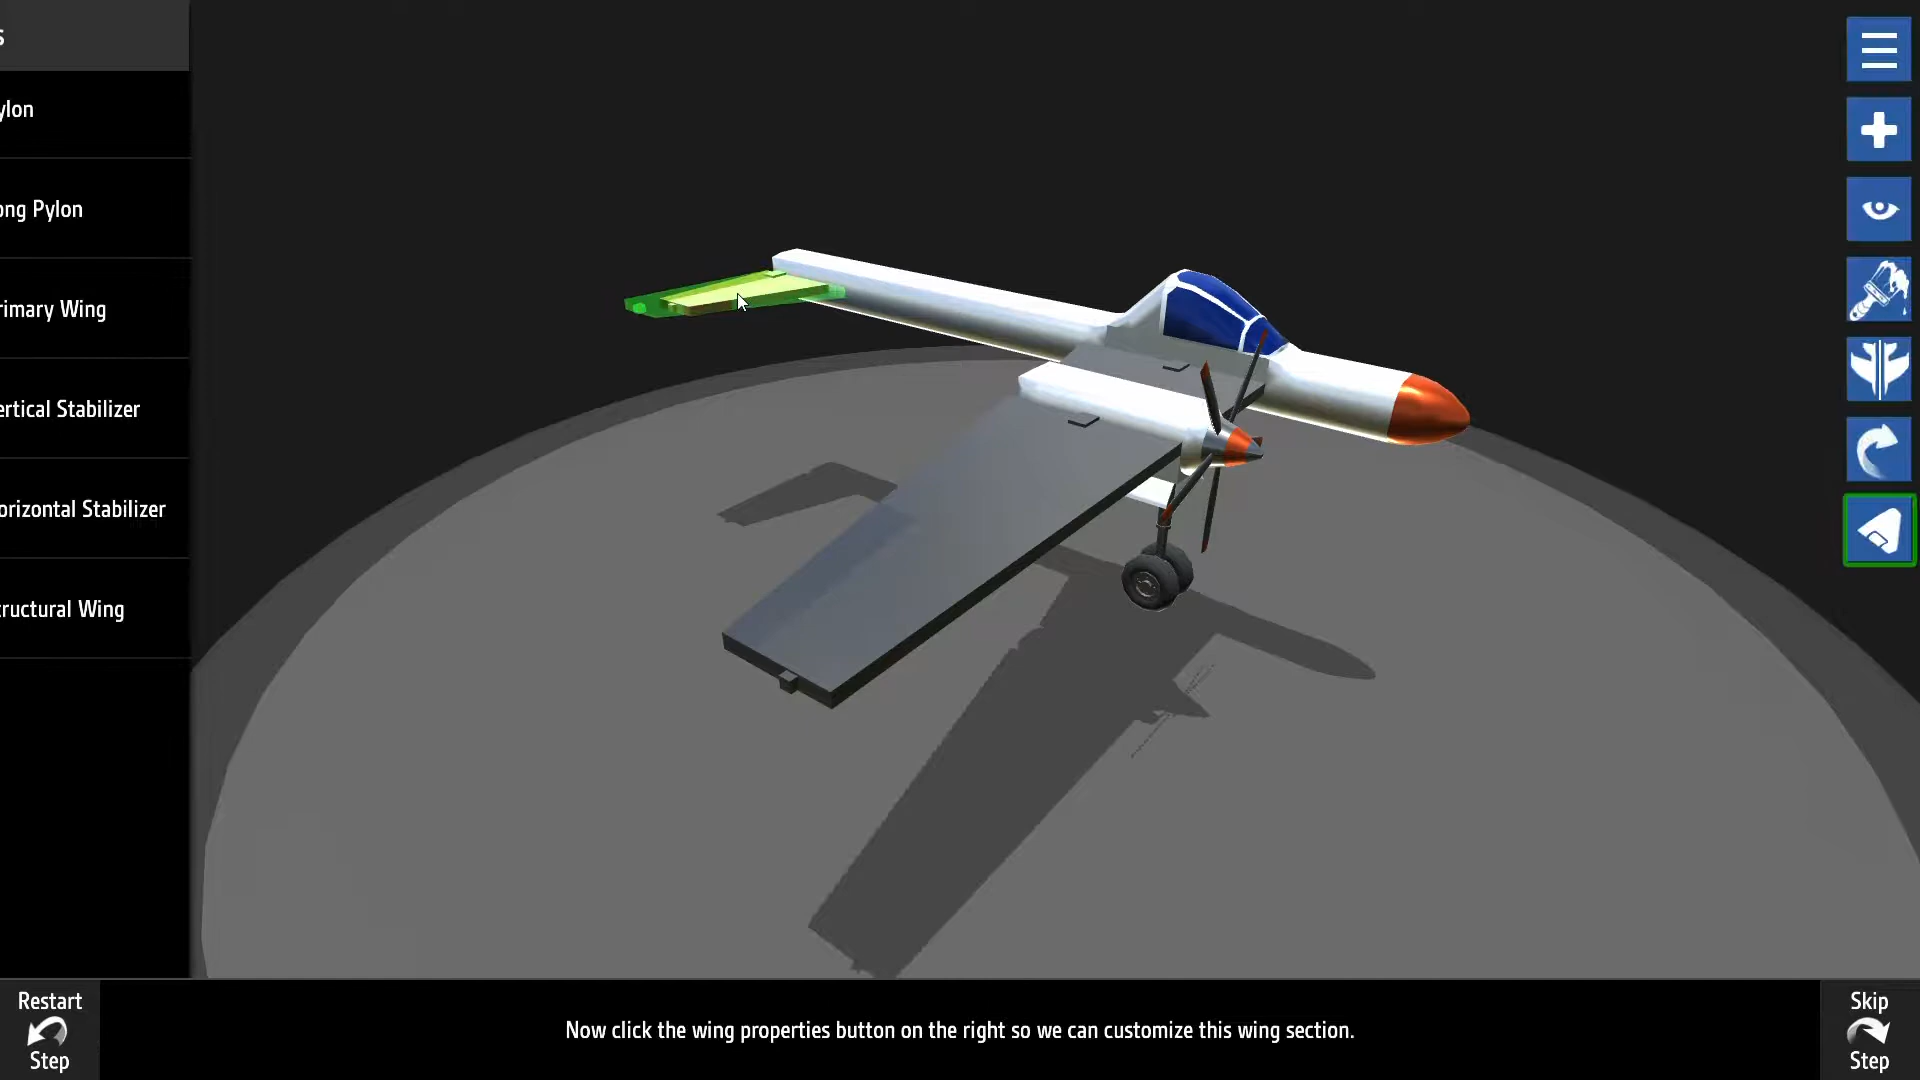 s
ylon
ong Pylon
rimary Wing
ertical Stabilizer
orizontal Stabilizer
tructural Wing
Restart
Step
Now click the wing properties button on the right so we can customize this wing section.
Skip
Step